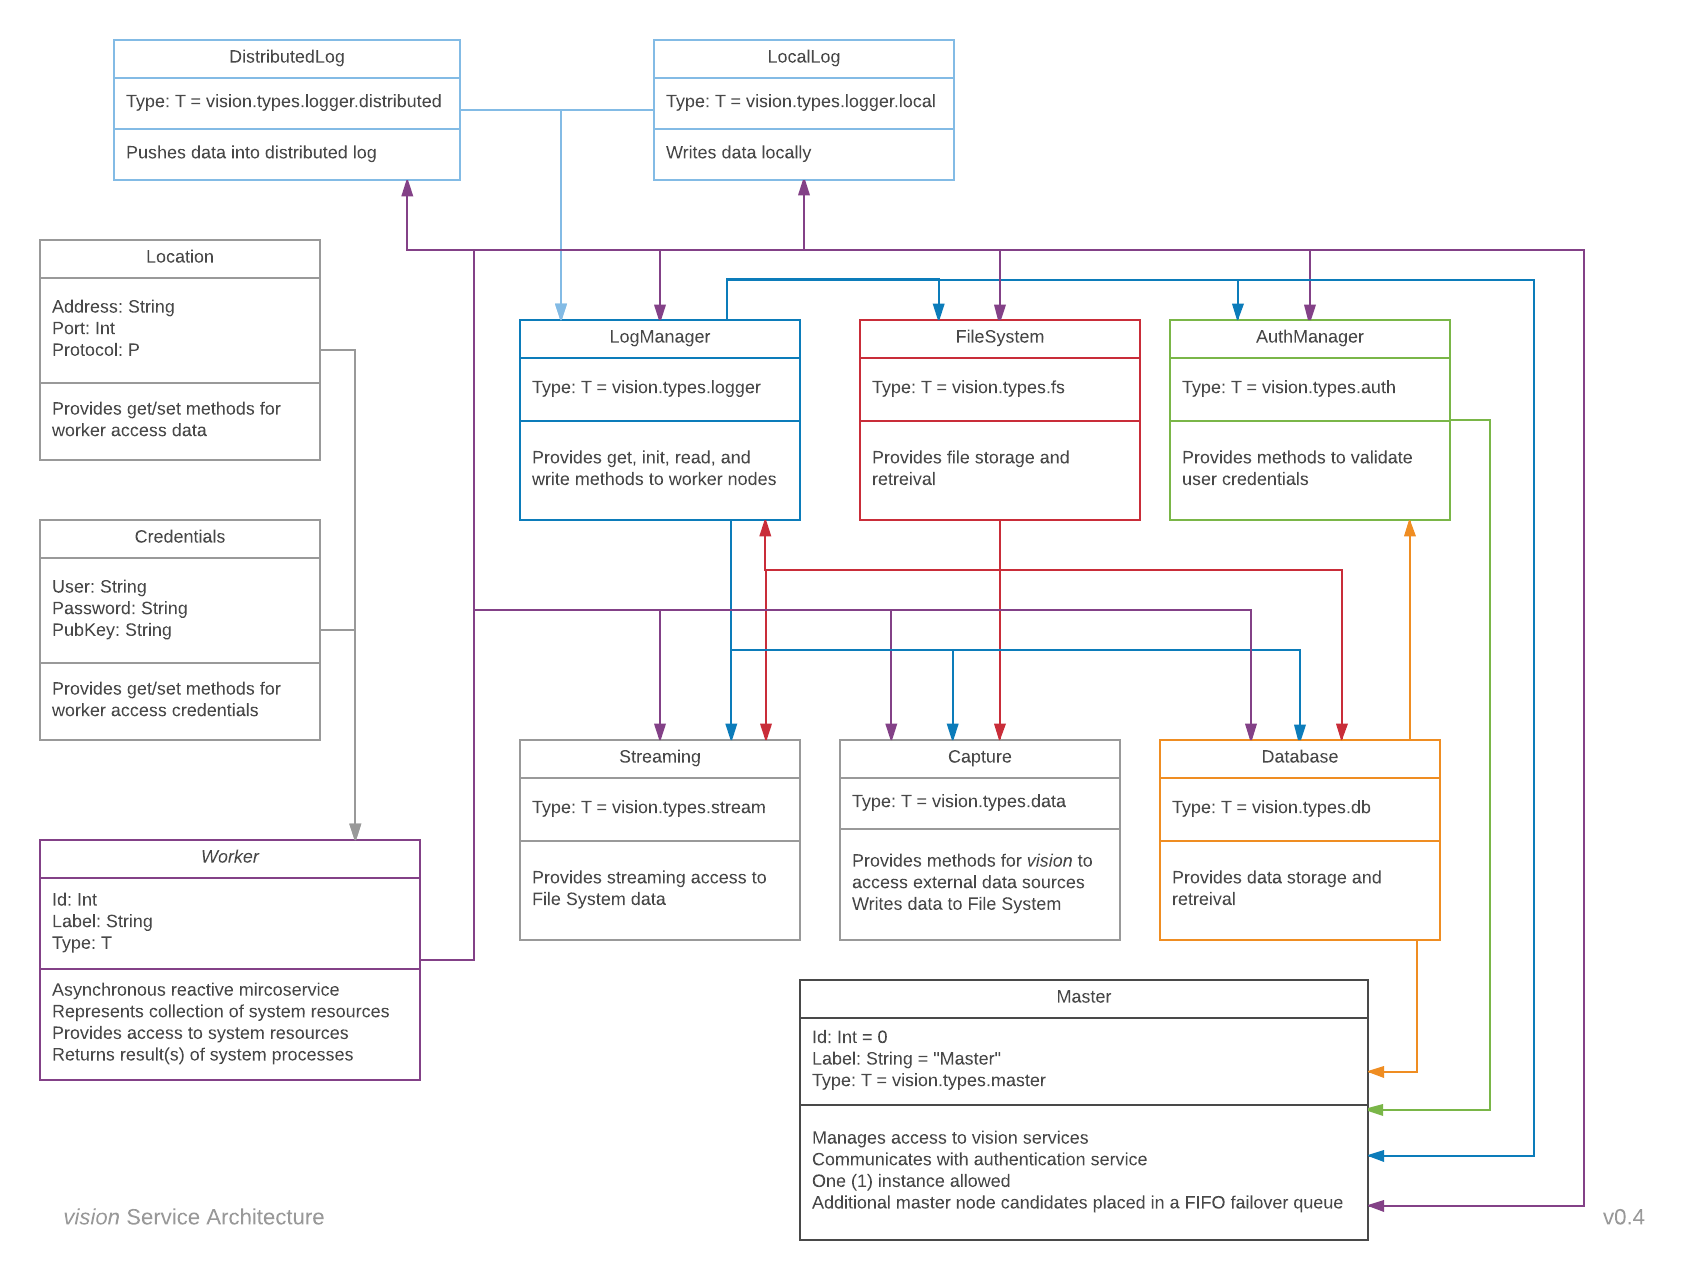 DistributedLog
Type: T = vision.types.logger.distributed
Pushes data into distributed log
LocalLog
Type: T = vision.types.logger.local
Writes data locally
Location
Address: String
Port: Int
Protocol: P
Provides get/set methods for
worker access data
LogManager
Type: T = vision.types.logger
Provides get, init, read, and
write methods to worker nodes
FileSystem
Type: T = vision.types.fs
Provides file storage and
retreival
AuthManager
Type: T = vision.types.auth
Provides methods to validate
user credentials
Credentials
User: String
Password: String
PubKey: String
Provides get/set methods for
worker access credentials
Streaming
Type: T = vision.types.stream
Provides streaming access to
File System data
Capture
Type: T = vision.types.data
Provides methods for vision to
access external data sources
Writes data to File System
Database
Type: T = vision.types.db
Provides data storage and
retreival
Worker
Id: Int
Label: String
Type: T
Asynchronous reactive mircoservice
Represents collection of system resources
Provides access to system resources
Returns result(s) of system processes
Master
Id: Int = 0
Label: String = "Master"
Type: T = vision.types.master
Manages access to vision services
Communicates with authentication service
One (1) instance allowed
Additional master node candidates placed in a FIFO failover queue
vision Service Architecture
v0.4